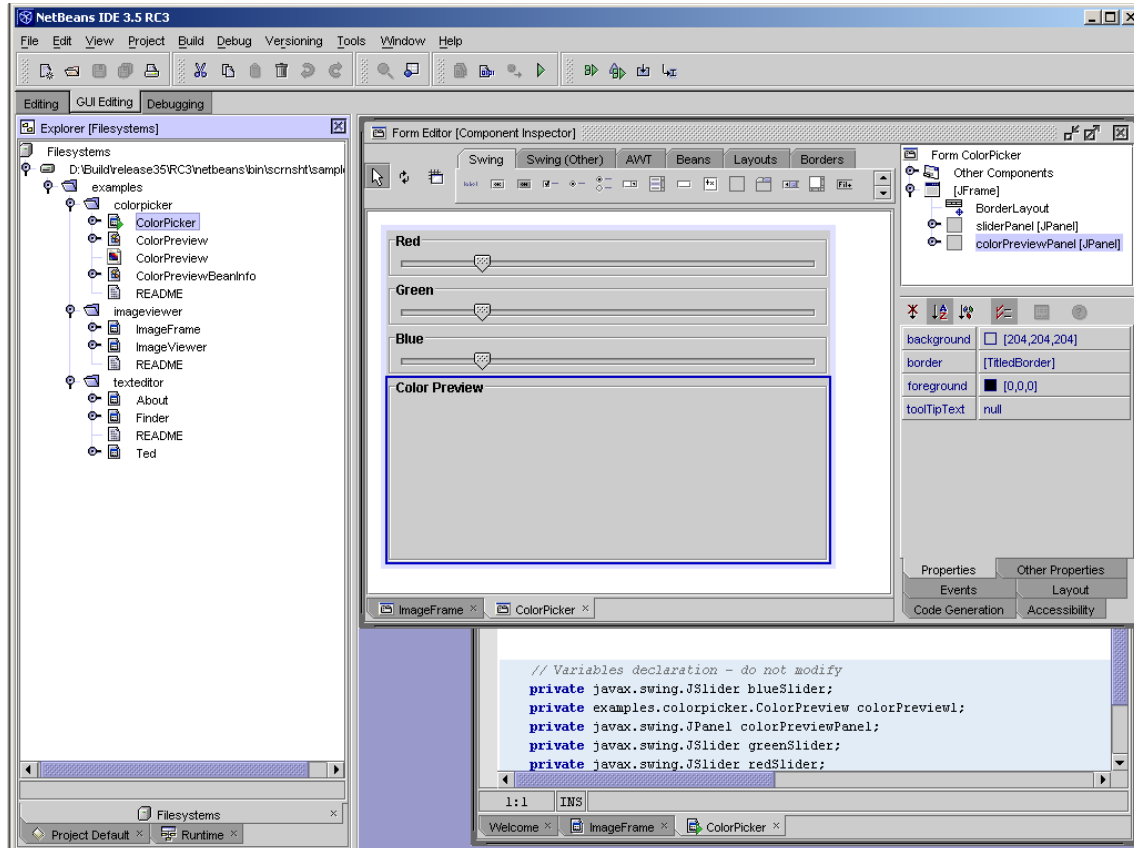 NetBeans IDE 3.5 RC3
File Edit View Project Build Debug Versioning Tools Window Help
Editing GUI Editing Debugging
Explorer [Filesystems]
Filesystems
D:\Build\release35\RC3\netbeans\bin\scrnsht\sampl
examples
colorpicker
ColorPicker
ColorPreview
ColorPreview
ColorPreviewBeanInfo
README
imageviewer
ImageFrame
ImageViewer
README
texteditor
About
Finder
README
Ted
Filesystems
Project Default Runtime
Form Editor [Component Inspector]
Swing Swing (Other) AWT Beans Layouts Borders
Red
Green
Blue
Color Preview
ImageFrame ColorPicker
Form ColorPicker
Other Components
[JFrame]
BorderLayout
sliderPanel [JPanel]
colorPreviewPanel [JPanel]
background [204,204,204]
border [TitledBorder]
foreground [0,0,0]
toolTipText null
Properties Other Properties
Events Layout
Code Generation Accessibility
// Variables declaration - do not modify
private javax.swing.JSlider blueSlider;
private examples.colorpicker.ColorPreview colorPreview1;
private javax.swing.JPanel colorPreviewPanel;
private javax.swing.JSlider greenSlider;
private javax.swing.JSlider redSlider;
1:1 INS
Welcome ImageFrame ColorPicker